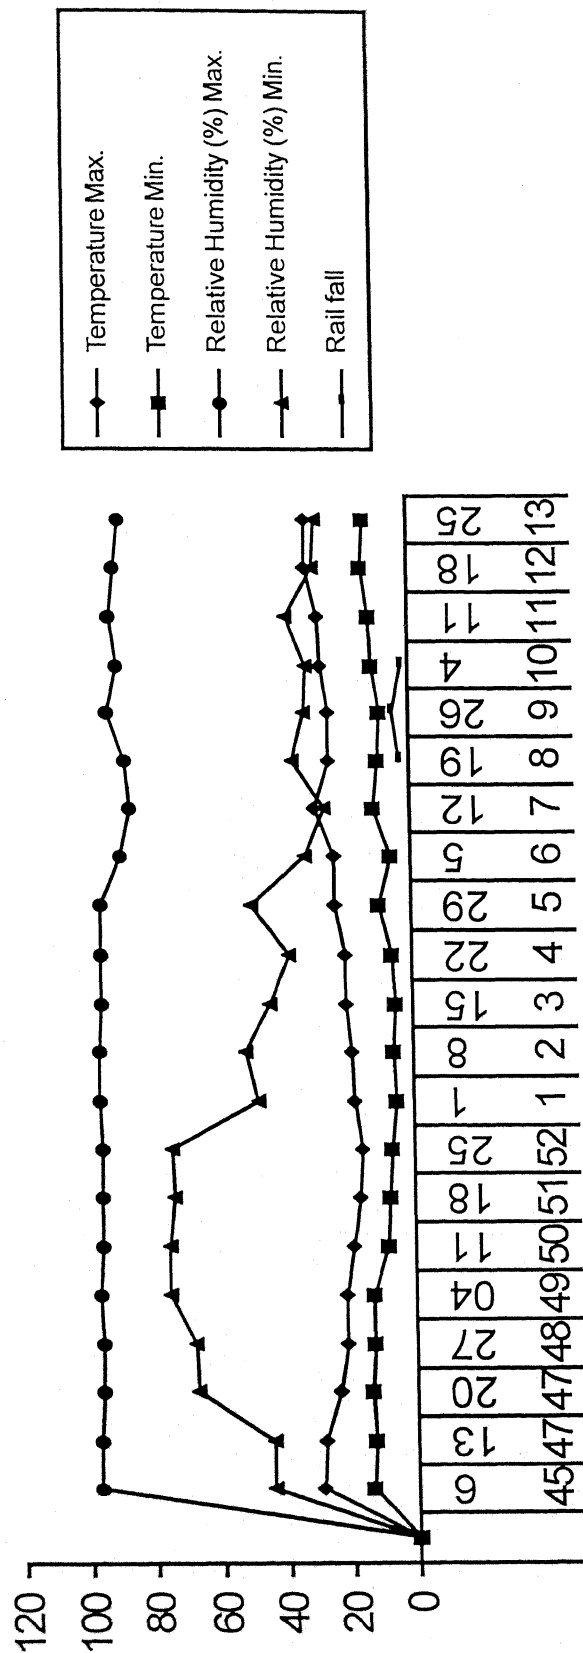 120
100
80
60
40
20
0
6 13 20 27 04 11 18 25 1 8 15 22 29 5 12 19 26 4 11 18 25
45 47 47 48 49 50 51 52 1 2 3 4 5 6 7 8 9 10 11 12 13
Temperature Max.
Temperature Min.
Relative Humidity (%) Max.
Relative Humidity (%) Min.
Rail fall